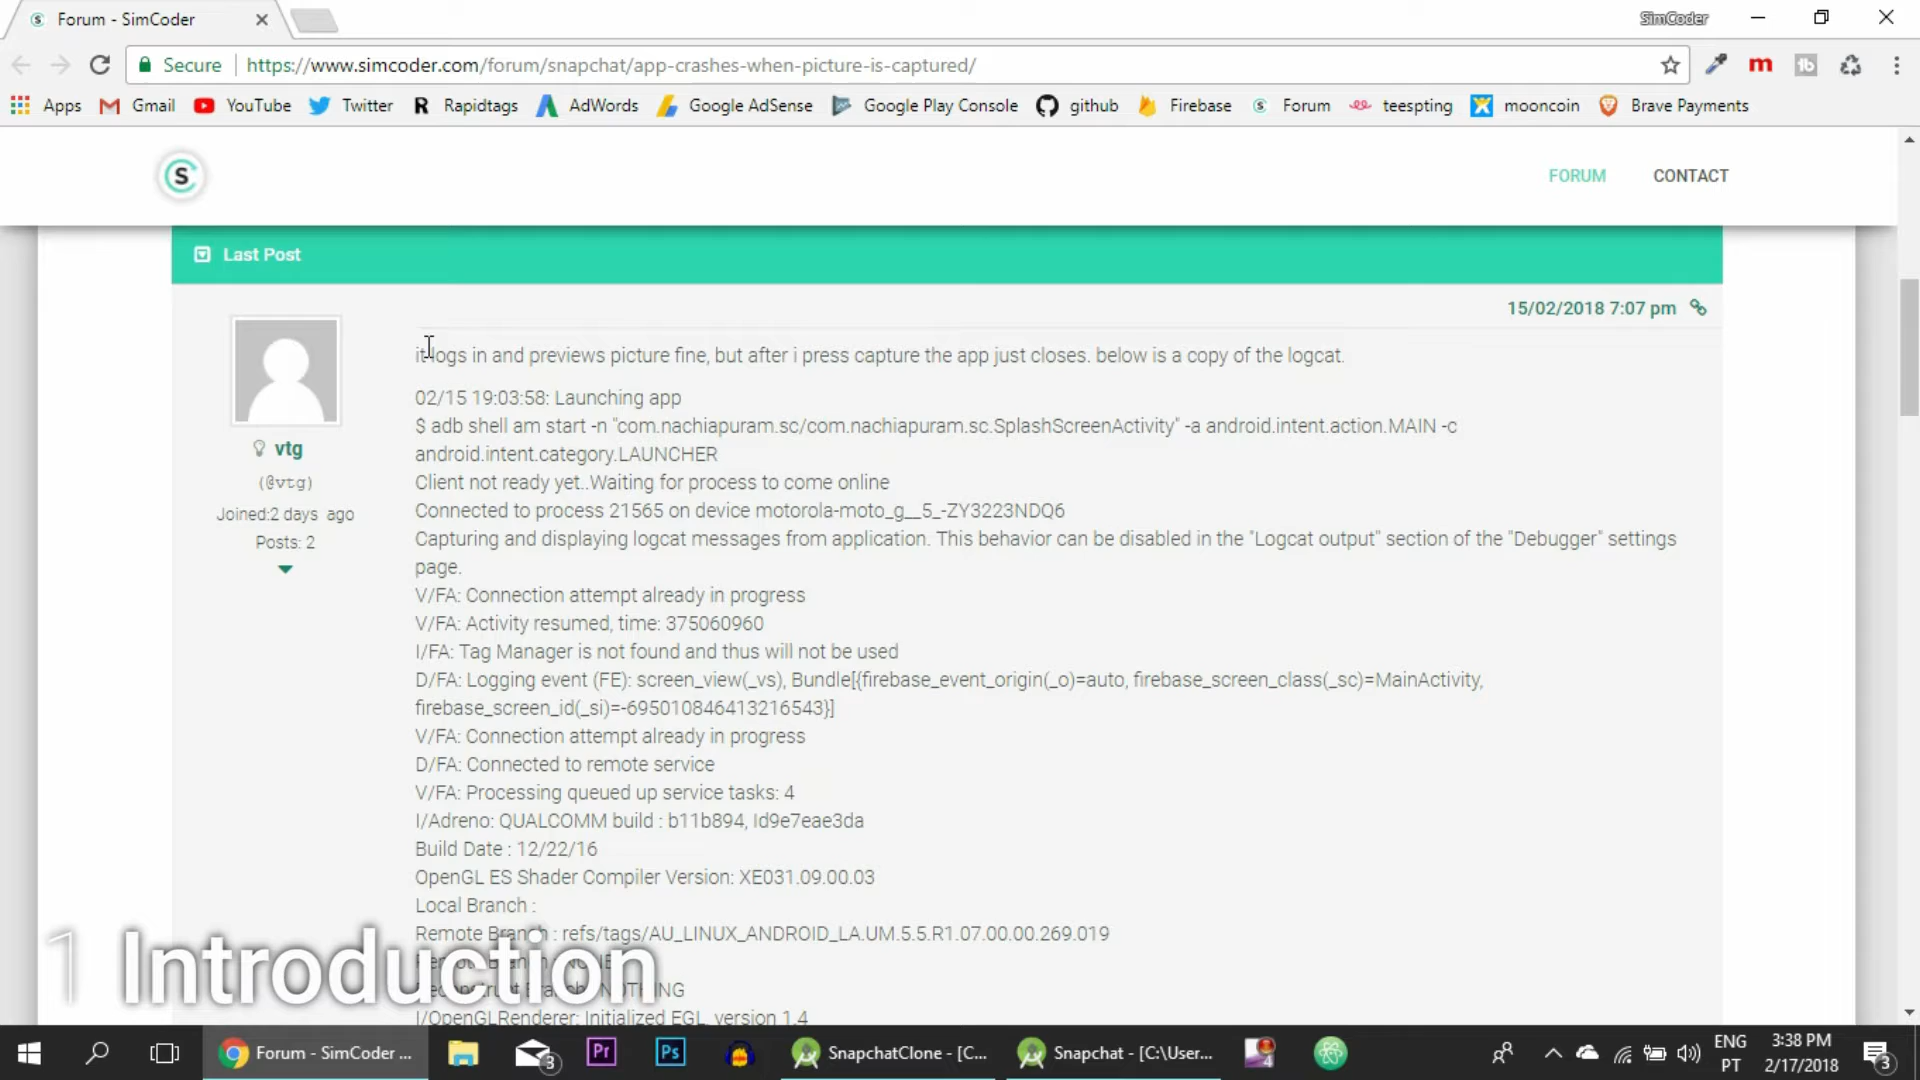 Forum - SimCoder
SimCoder
Secure
https://www.simcoder.com/forum/snapchat/app-crashes-when-picture-is-captured/
Apps
Gmail
YouTube
Twitter
Rapidtags
AdWords
Google AdSense
Google Play Console
github
Firebase
Forum
teespting
mooncoin
Brave Payments
S
FORUM
CONTACT
Last Post
15/02/2018 7:07 pm
vtg
(@vtg)
Joined:2 days ago
Posts: 2
it logs in and previews picture fine, but after i press capture the app just closes. below is a copy of the logcat.
02/15 19:03:58: Launching app
$ adb shell am start -n "com.nachiapuram.sc/com.nachiapuram.sc.SplashScreenActivity" -a android.intent.action.MAIN -c
android.intent.category.LAUNCHER
Client not ready yet..Waiting for process to come online
Connected to process 21565 on device motorola-moto_g__5_-ZY3223NDQ6
Capturing and displaying logcat messages from application. This behavior can be disabled in the "Logcat output" section of the "Debugger" settings
page.
V/FA: Connection attempt already in progress
V/FA: Activity resumed, time: 375060960
I/FA: Tag Manager is not found and thus will not be used
D/FA: Logging event (FE): screen_view(_vs), Bundle[{firebase_event_origin(_o)=auto, firebase_screen_class(_sc)=MainActivity,
firebase_screen_id(_si)=-695010846413216543}]
V/FA: Connection attempt already in progress
D/FA: Connected to remote service
V/FA: Processing queued up service tasks: 4
I/Adreno: QUALCOMM build : b11b894, Id9e7eae3da
Build Date : 12/22/16
OpenGL ES Shader Compiler Version: XE031.09.00.03
Local Branch :
Remote Branch : refs/tags/AU_LINUX_ANDROID_LA.UM.5.5.R1.07.00.00.269.019
I/OpenGLRenderer: Initialized EGL, version 1.4
1 Introduction
Forum - SimCoder ...
3
Pr
Ps
SnapchatClone - [C...
Snapchat - [C:\User...
4
ENG
PT
3:38 PM
2/17/2018
3